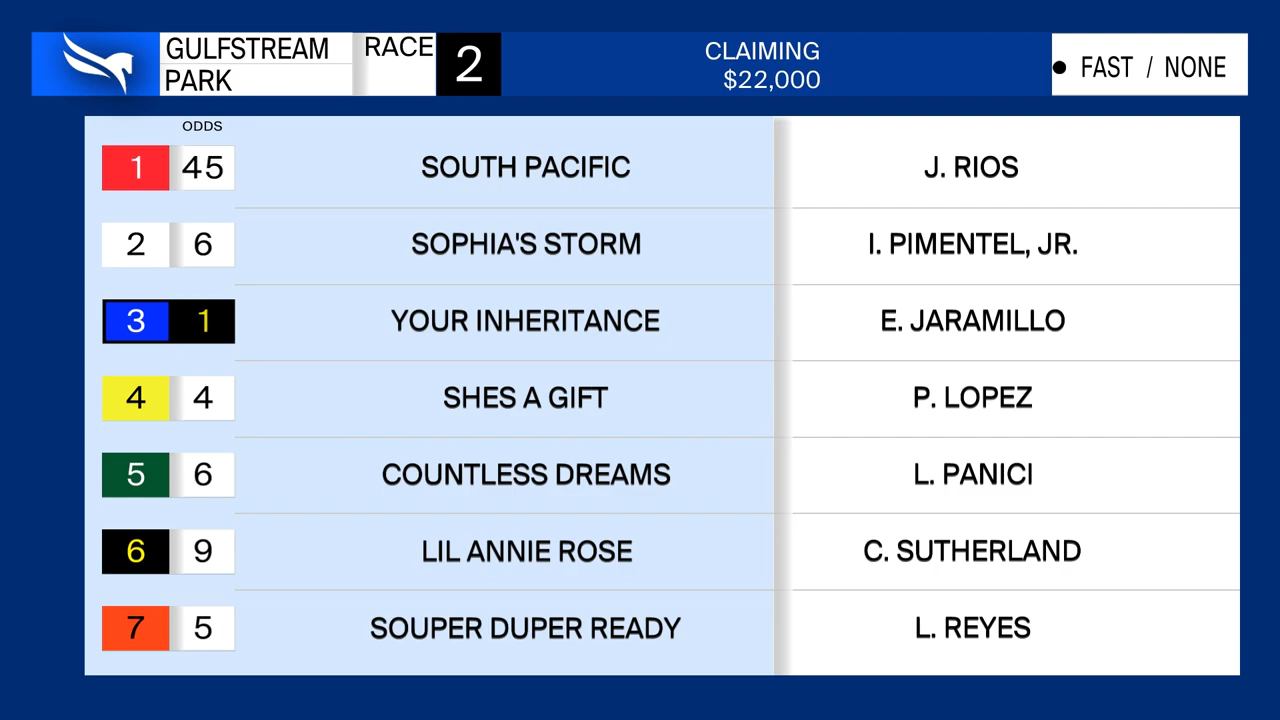 GULFSTREAM
PARK
RACE 2
CLAIMING
$22,000
FAST / NONE
ODDS
1 45 SOUTH PACIFIC J. RIOS
2 6 SOPHIA'S STORM I. PIMENTEL, JR.
3 1 YOUR INHERITANCE E. JARAMILLO
4 4 SHES A GIFT P. LOPEZ
5 6 COUNTLESS DREAMS L. PANICI
6 9 LIL ANNIE ROSE C. SUTHERLAND
7 5 SOUPER DUPER READY L. REYES